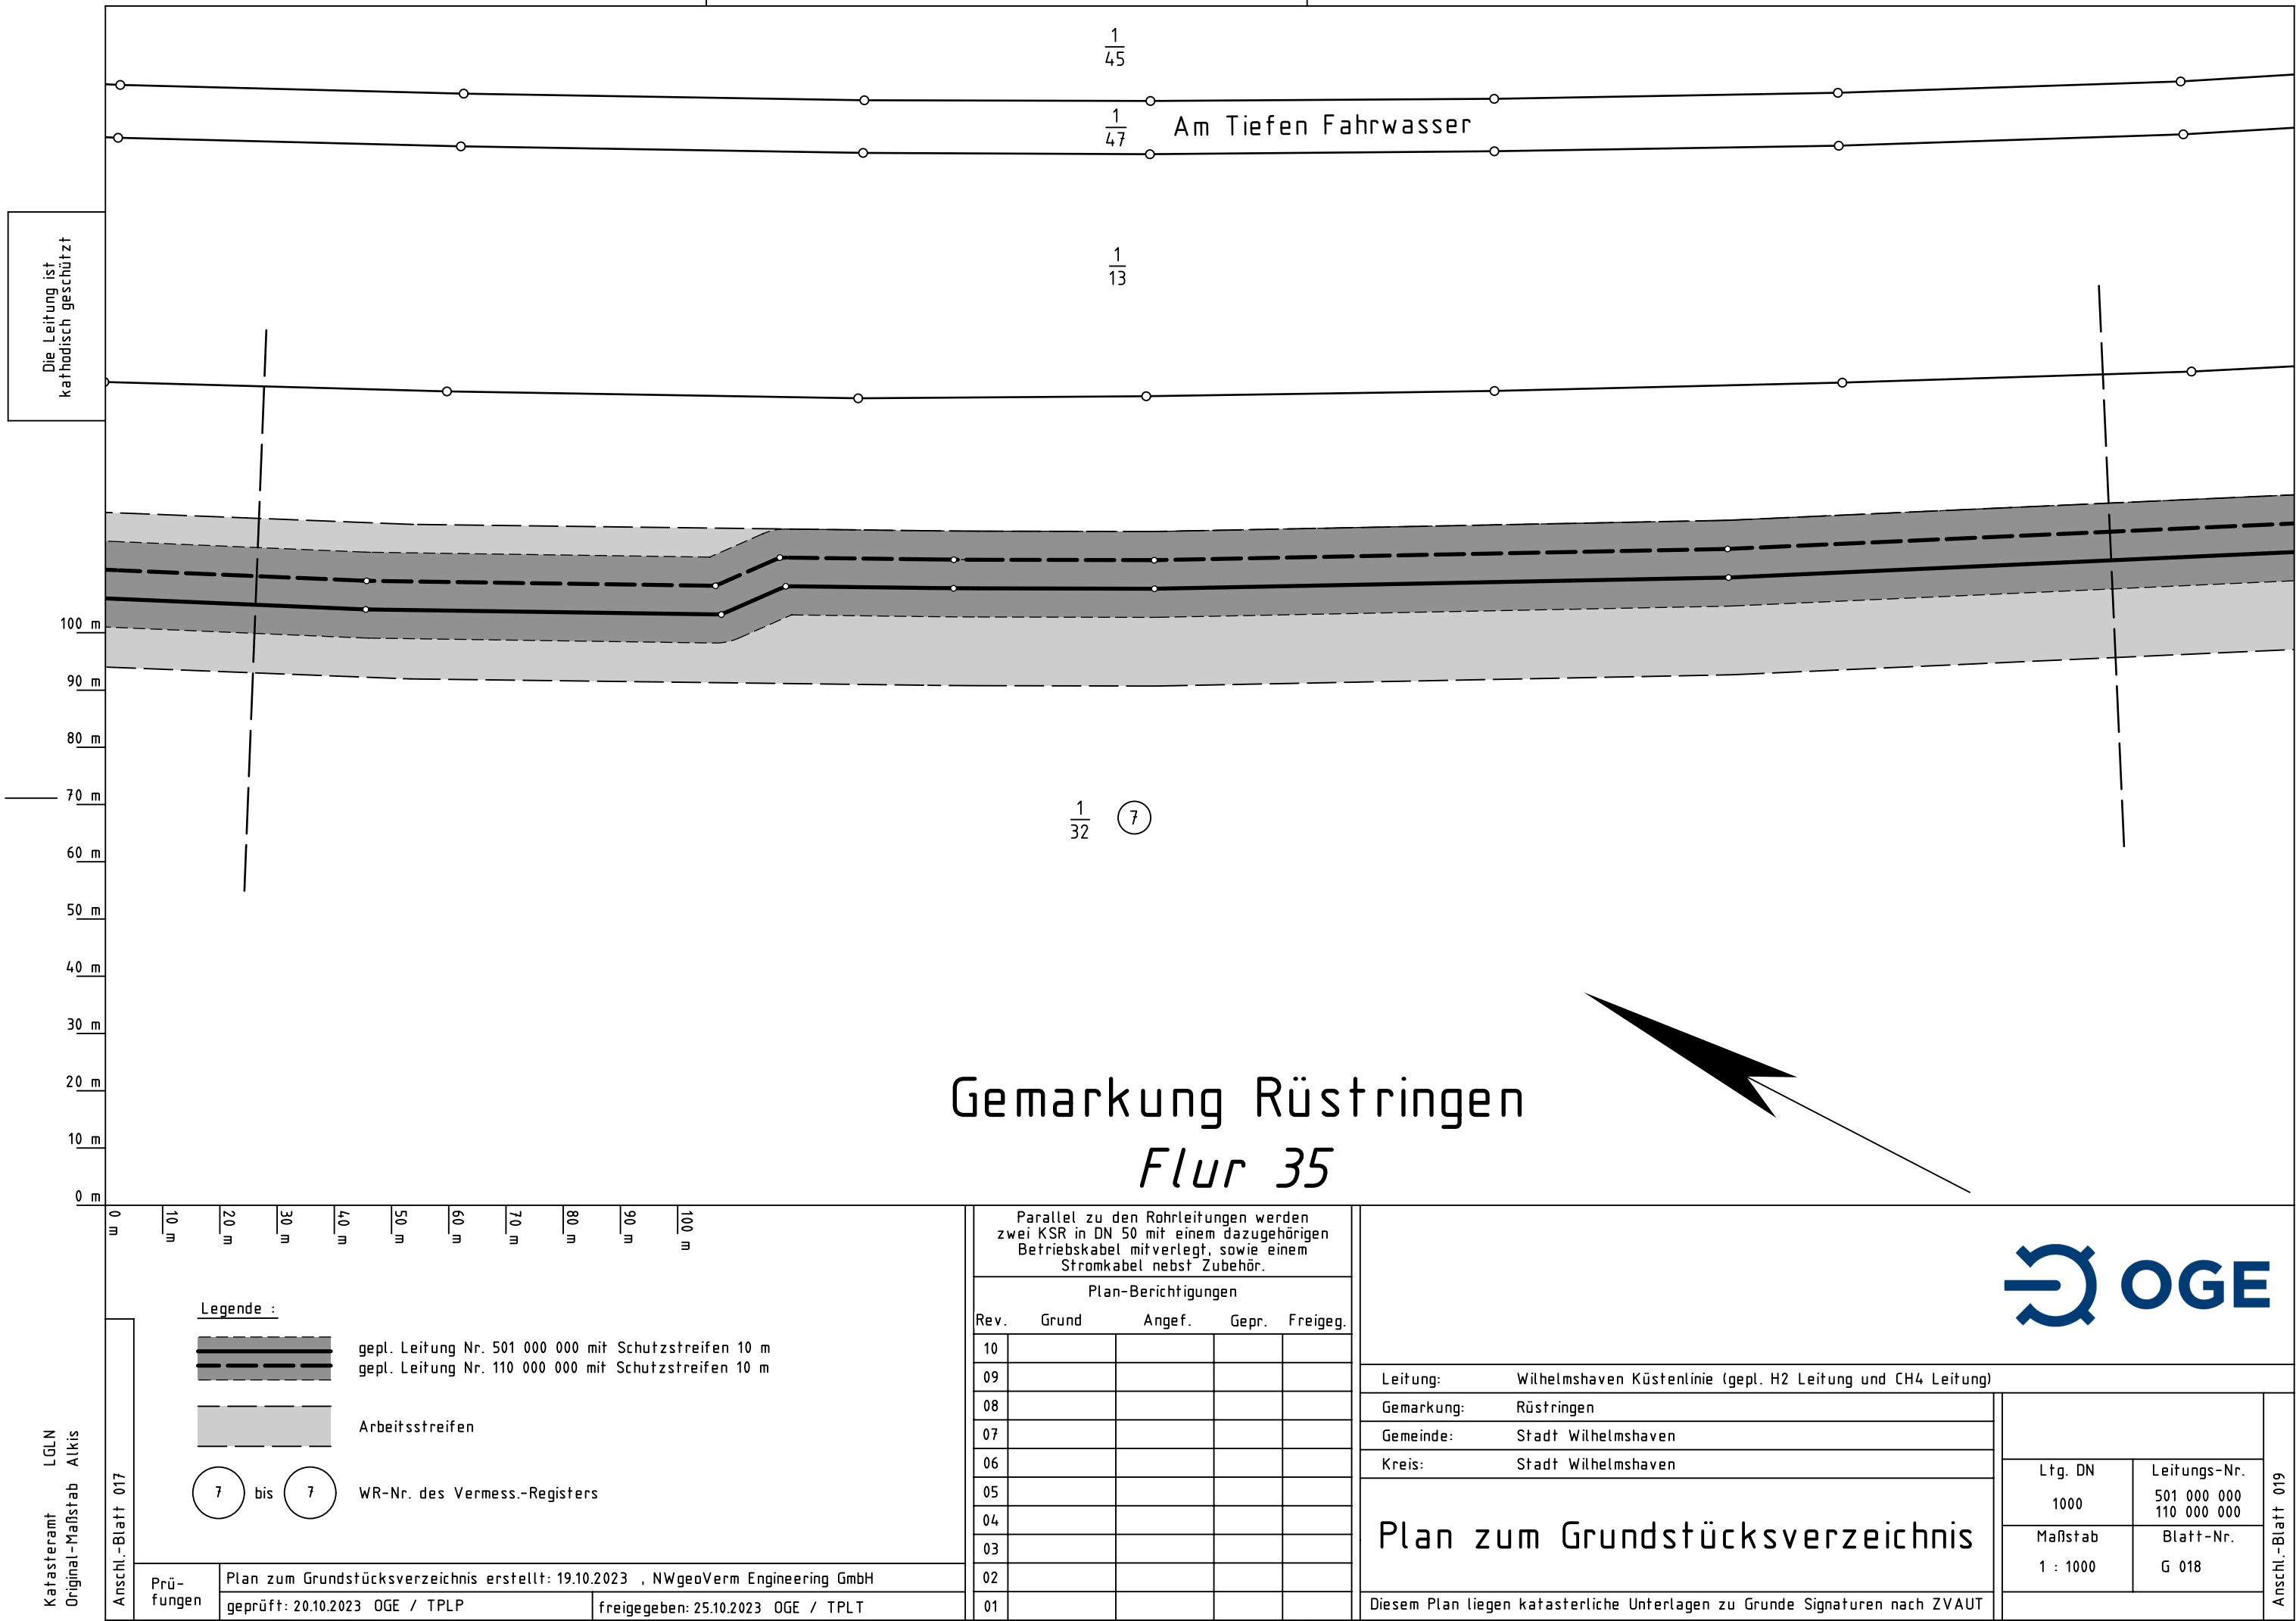 1
45
1
47
Am Tiefen Fahrwasser
1
13
Die Leitung ist
kathodisch geschützt
100 m
90 m
80 m
70 m
60 m
50 m
40 m
30 m
20 m
10 m
0 m
1
32
7
Gemarkung Rüstringen
Flur 35
0 m
10 m
20 m
30 m
40 m
50 m
60 m
70 m
80 m
90 m
100 m
Legende :
gepl. Leitung Nr. 501 000 000 mit Schutzstreifen 10 m
gepl. Leitung Nr. 110 000 000 mit Schutzstreifen 10 m
Arbeitsstreifen
7 bis 7 WR-Nr. des Vermess.-Registers
Katasteramt LGLN
Original-Maßstab Alkis
Anschl.-Blatt 017
Prü-
fungen
Plan zum Grundstücksverzeichnis erstellt: 19.10.2023 , NWgeoVerm Engineering GmbH
geprüft: 20.10.2023 OGE / TPLP
freigegeben: 25.10.2023 OGE / TPLT
Parallel zu den Rohrleitungen werden
zwei KSR in DN 50 mit einem dazugehörigen
Betriebskabel mitverlegt, sowie einem
Stromkabel nebst Zubehör.
Plan-Berichtigungen
Rev. Grund Angef. Gepr. Freigeg.
10
09
08
07
06
05
04
03
02
01
OGE
Leitung: Wilhelmshaven Küstenlinie (gepl. H2 Leitung und CH4 Leitung)
Gemarkung: Rüstringen
Gemeinde: Stadt Wilhelmshaven
Kreis: Stadt Wilhelmshaven
Plan zum Grundstücksverzeichnis
Diesem Plan liegen katasterliche Unterlagen zu Grunde Signaturen nach ZVAUT
Ltg. DN
1000
Leitungs-Nr.
501 000 000
110 000 000
Maßstab
1 : 1000
Blatt-Nr.
G 018
Anschl.-Blatt 019